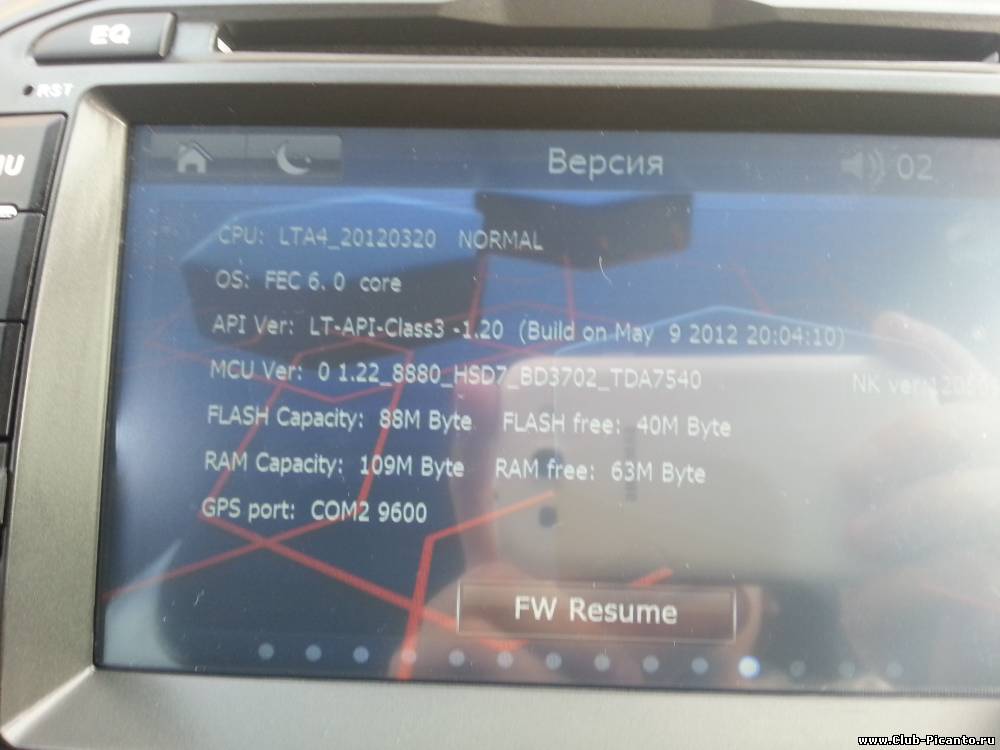 EQ
RST
Версия
02
CPU: LTA4_20120320 NORMAL
OS: FEC 6. 0 core
API Ver: LT-API-Class3 -1.20 (Build on May 9 2012 20:04:10)
MCU Ver: 0 1.22_8880_HSD7_BD3702_TDA7540
NK ver:
FLASH Capacity: 88M Byte FLASH free: 40M Byte
RAM Capacity: 109M Byte RAM free: 63M Byte
GPS port: COM2 9600
FW Resume
www.Club-Picanto.ru